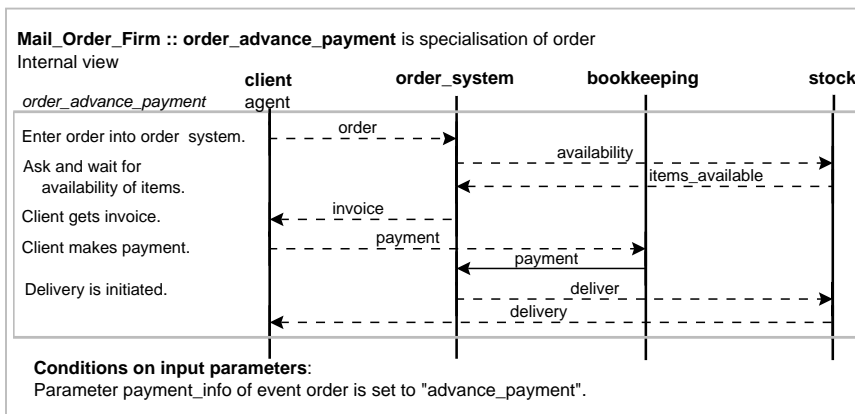 Mail_Order_Firm :: order_advance_payment is specialisation of order
Internal view
client order_system bookkeeping stock
order_advance_payment agent
Enter order into order system.
order
Ask and wait for
availability of items.
availability
items_available
Client gets invoice.
invoice
Client makes payment.
payment
payment
Delivery is initiated.
deliver
delivery
Conditions on input parameters:
Parameter payment_info of event order is set to "advance_payment".